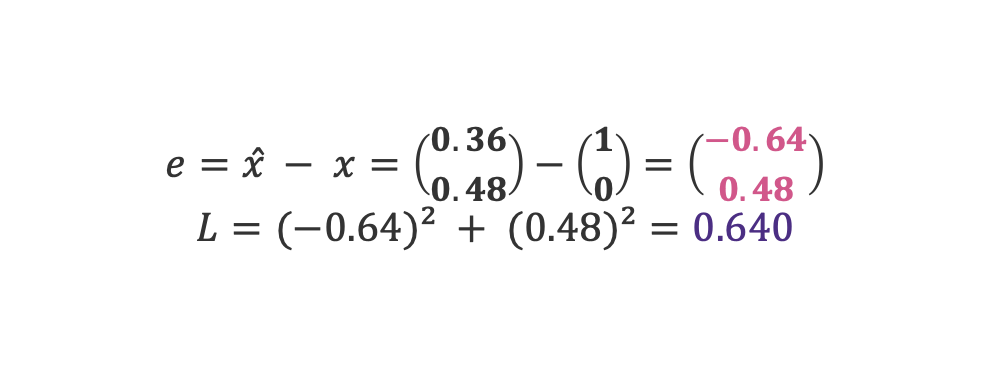 e = x̂ − x = (0.36 0.48) − (1 0) = (−0.64 0.48)
L = (−0.64)² + (0.48)² = 0.640